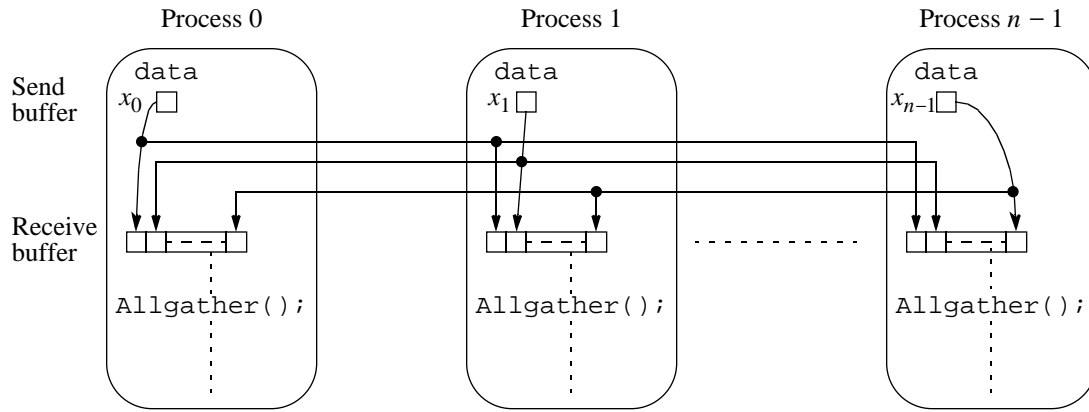 Process 0 Process 1 Process n − 1
data data data
Send
buffer
x0 x1 xn−1
Receive
buffer
Allgather(); Allgather(); Allgather();